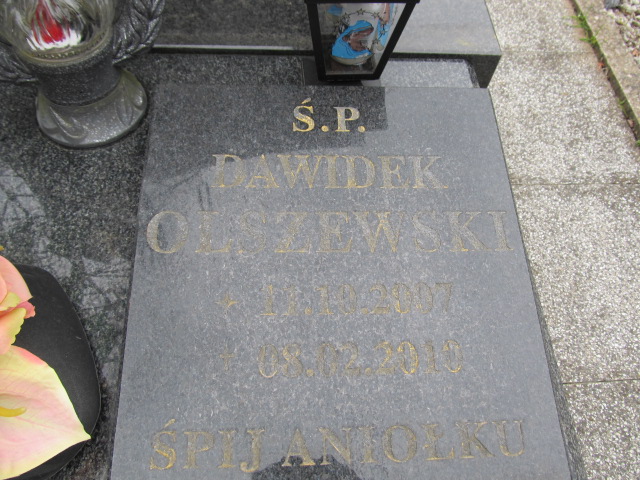 Ś.P.
DAWIDEK
OLSZEWSKI
* 11.10.2007
+ 08.02.2010
ŚPIJ ANIOŁKU